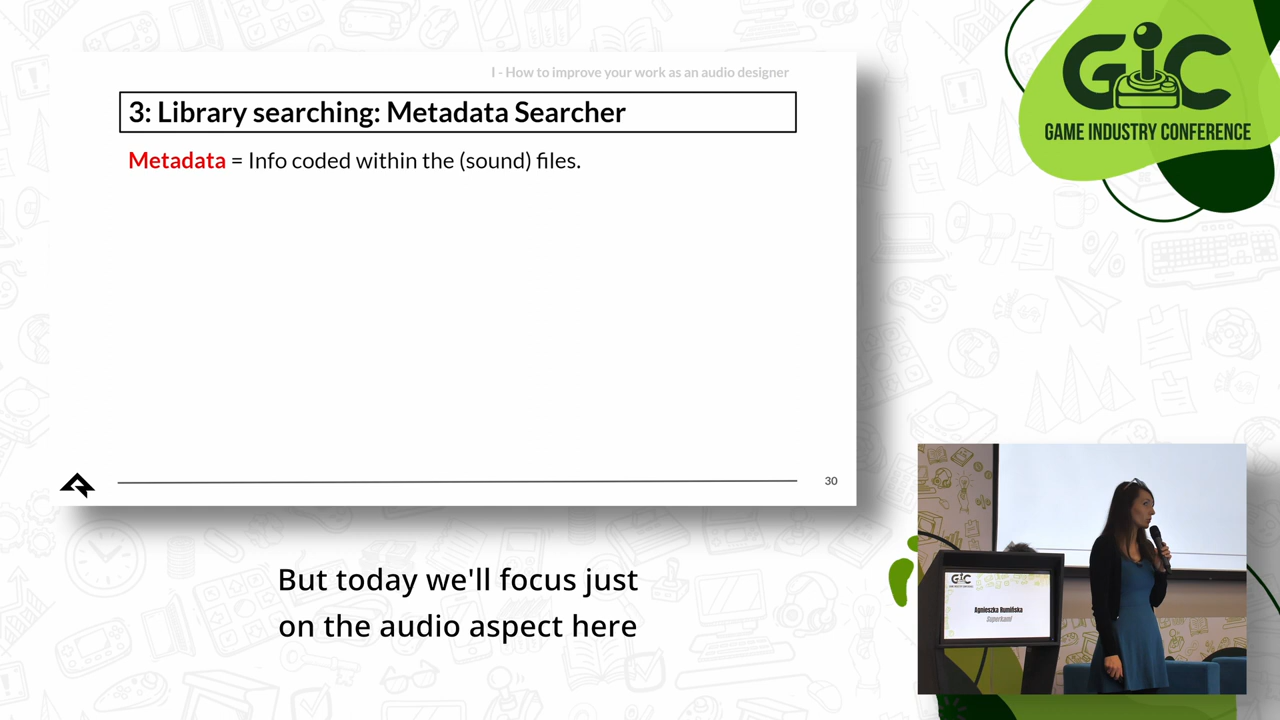 I - How to improve your work as an audio designer
3: Library searching: Metadata Searcher
Metadata = Info coded within the (sound) files.
30
But today we'll focus just
on the audio aspect here
GIC
GAME INDUSTRY CONFERENCE
GIC
Agnieszka Rumińska
Superhami